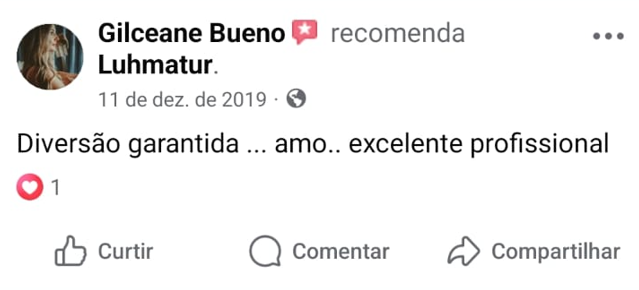 Gilceane Bueno recomenda
Luhmatur.
11 de dez. de 2019 ·
Diversão garantida ... amo.. excelente profissional
1
Curtir Comentar Compartilhar